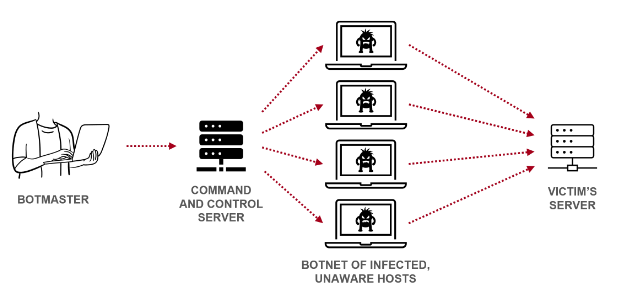 BOTMASTER
COMMAND
AND CONTROL
SERVER
BOTNET OF INFECTED,
UNAWARE HOSTS
VICTIM'S
SERVER